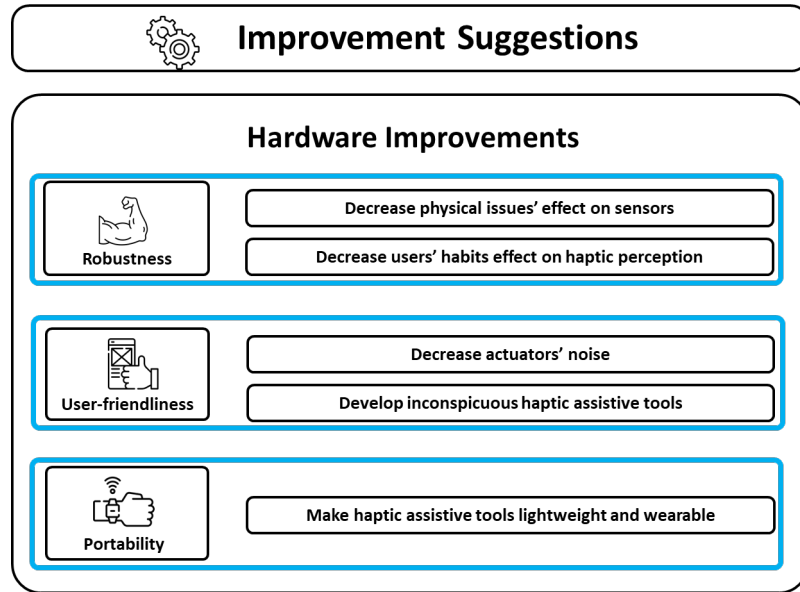 Improvement Suggestions
Hardware Improvements
Robustness
Decrease physical issues' effect on sensors
Decrease users' habits effect on haptic perception
User-friendliness
Decrease actuators' noise
Develop inconspicuous haptic assistive tools
Portability
Make haptic assistive tools lightweight and wearable